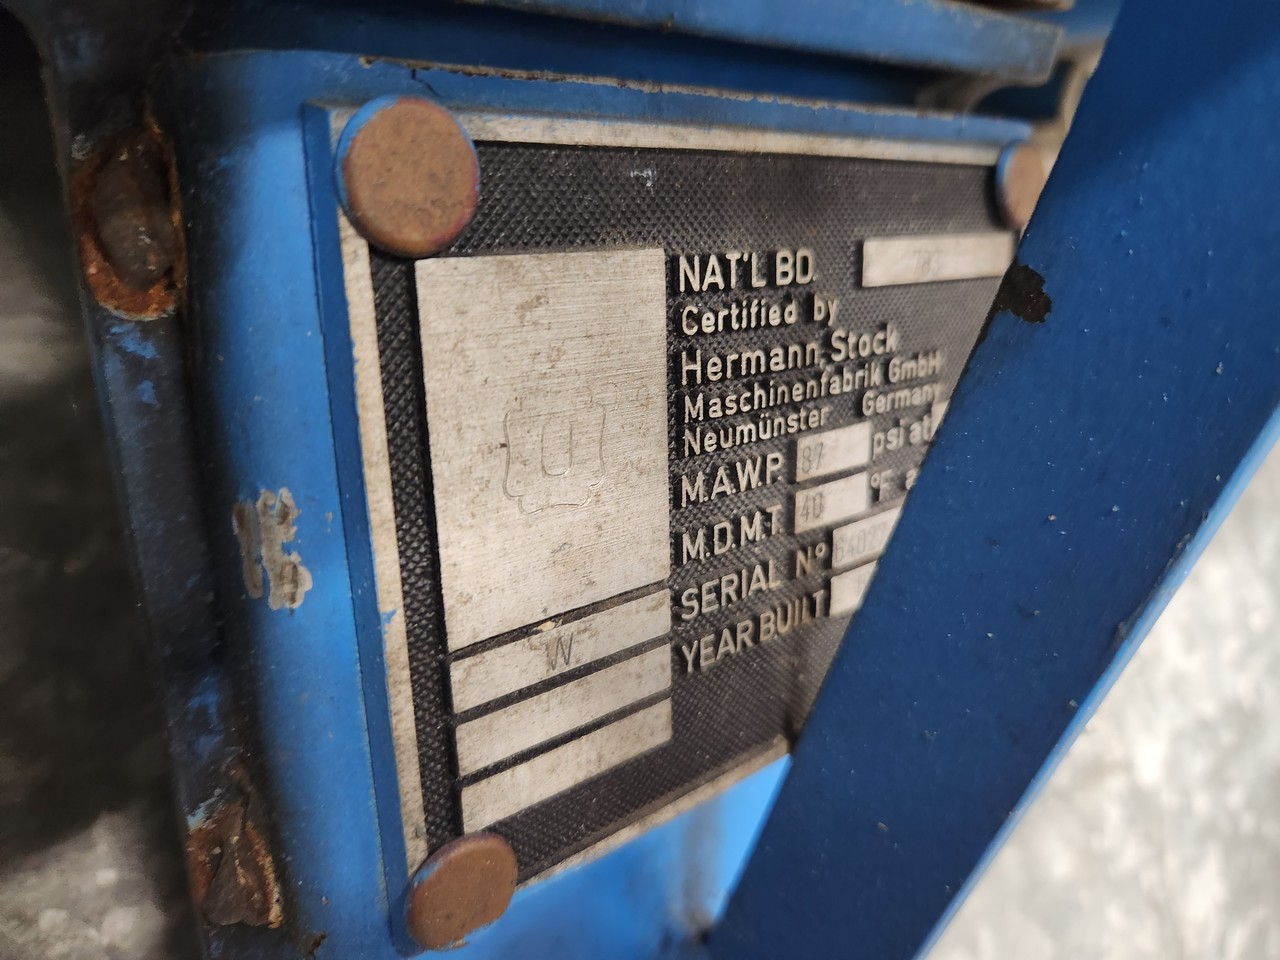 NAT'L BD.
Certified by
Hermann Stock
Maschinenfabrik GmbH
Neumünster Germany
M.A.W.P. 87 psi at
M.D.M.T 40 °F
SERIAL Nº
YEAR BUILT
U
W